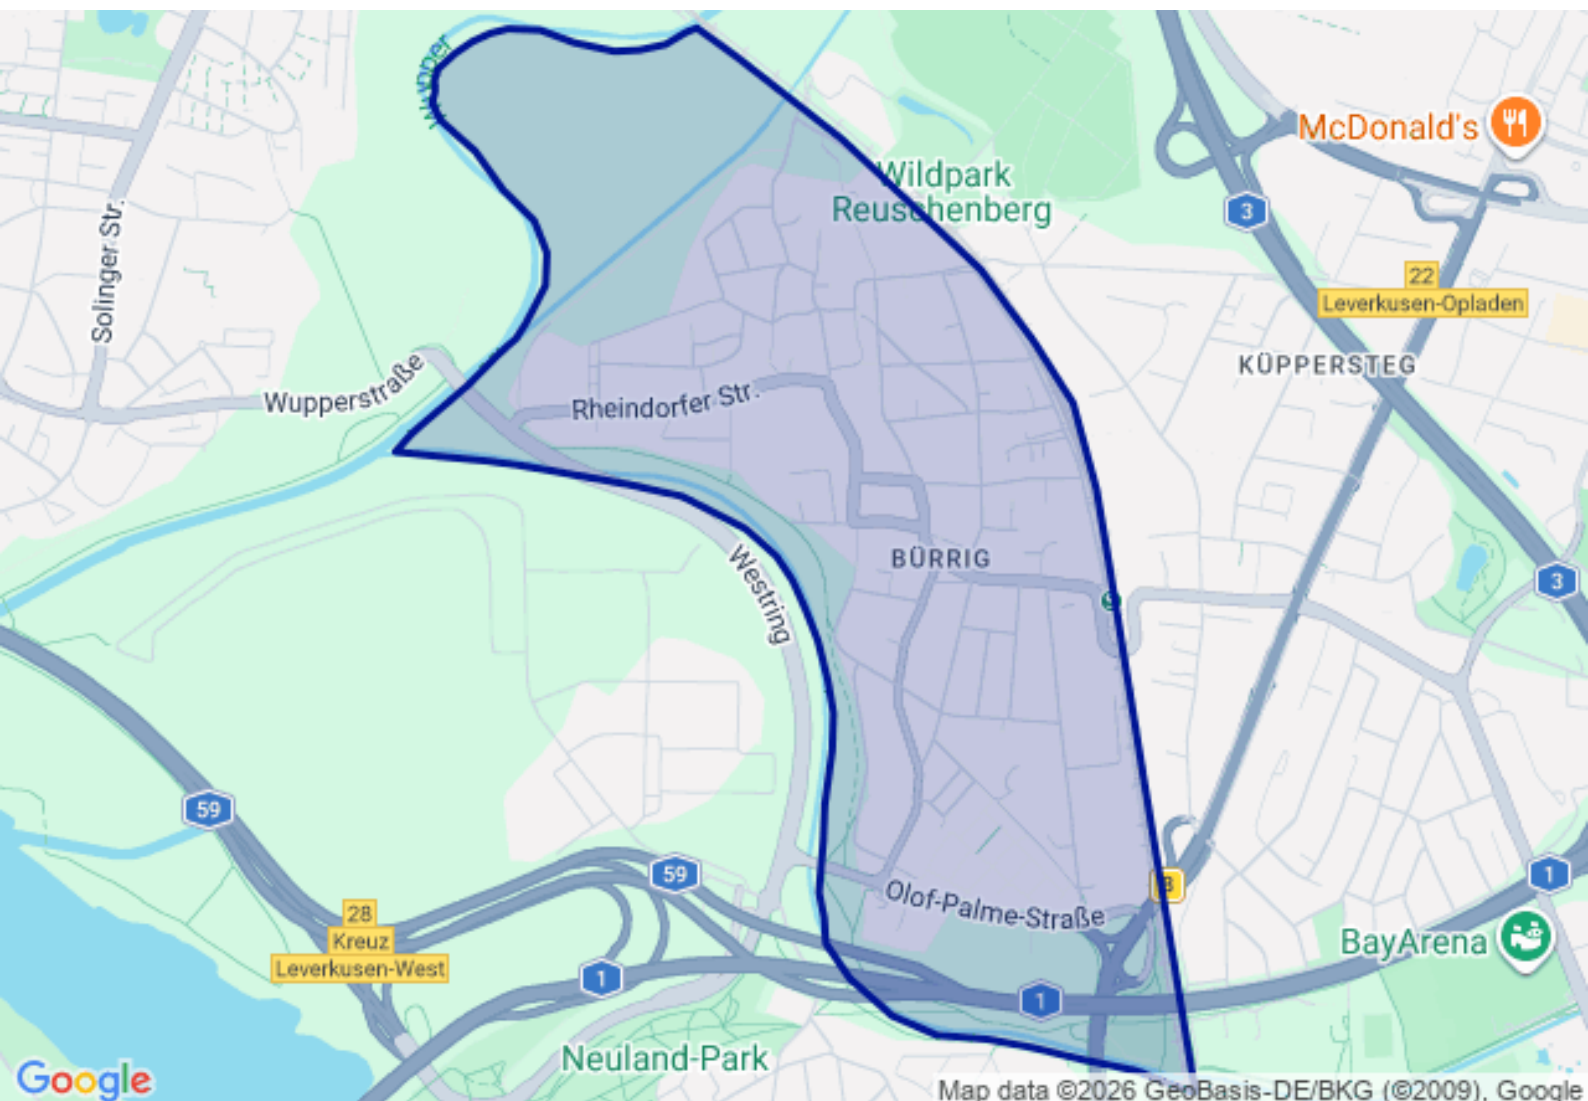 Wupper
McDonald's
Wildpark
Reuschenberg
3
Solinger Str.
22
Leverkusen-Opladen
KÜPPERSTEG
Wupperstraße
Rheindorfer Str.
BÜRRIG
3
Westring
59
59
1
8
Olof-Palme-Straße
28
Kreuz
Leverkusen-West
BayArena
1
1
Neuland-Park
Google
Map data ©2026 GeoBasis-DE/BKG (©2009), Google